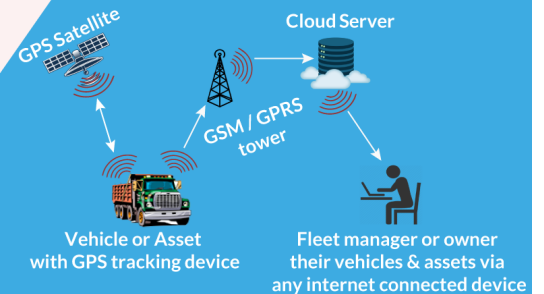 GPS Satellite
Cloud Server
GSM / GPRS
tower
Vehicle or Asset
with GPS tracking device
Fleet manager or owner
their vehicles & assets via
any internet connected device